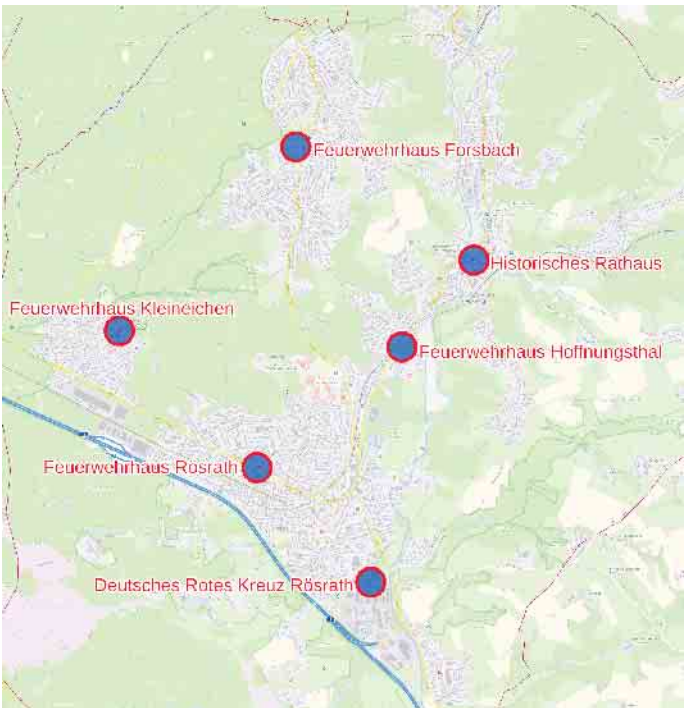 Feuerwehrhaus Forsbach
Historisches Rathaus
Feuerwehrhaus Kleineichen
Feuerwehrhaus Hoffnungsthal
Feuerwehrhaus Rösrath
Deutsches Rotes Kreuz Rösrath